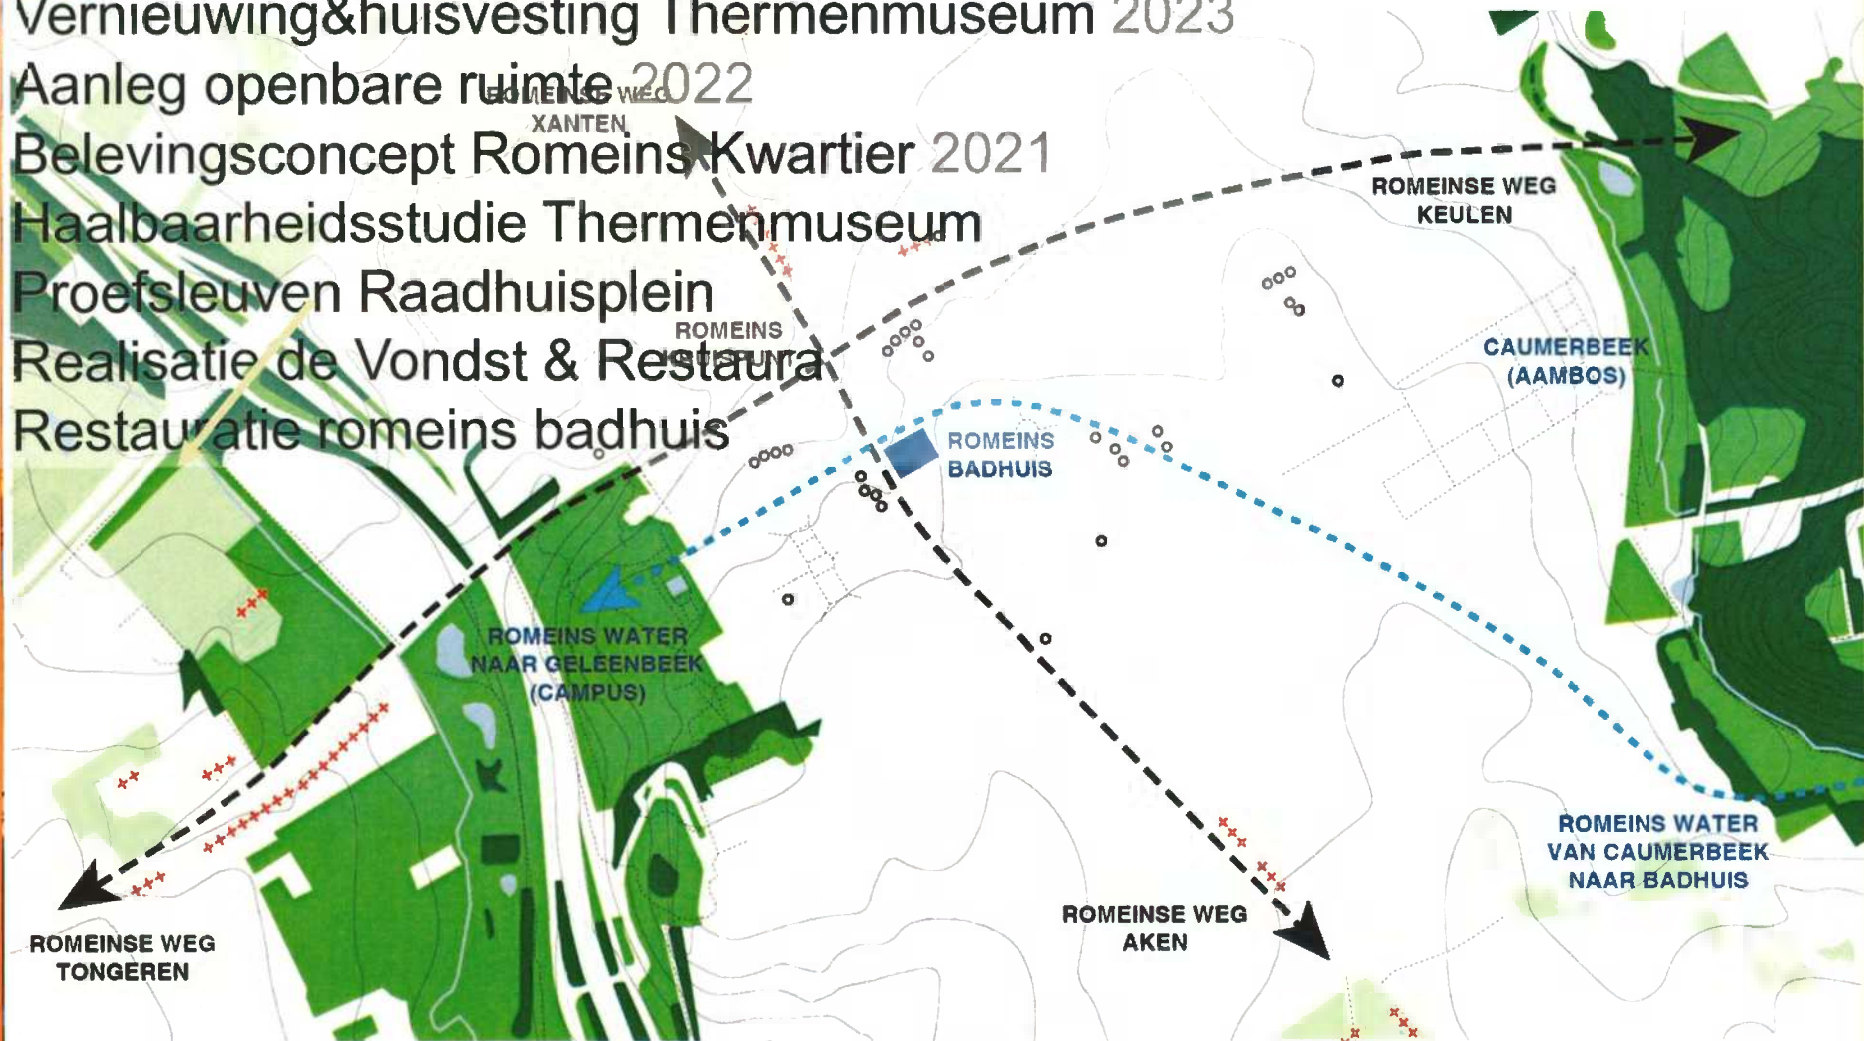 Vernieuwing&huisvesting Thermenmuseum 2023
Aanleg openbare ruimte 2022
ROMEINSE WEG
XANTEN
Belevingsconcept Romeins Kwartier 2021
ROMEINSE WEG
KEULEN
Haalbaarheidsstudie Thermenmuseum
Proefsleuven Raadhuisplein
ROMEINS
Realisatie de Vondst & Restaura
CAUMERBEEK
(AAMBOS)
Restauratie romeins badhuis
ROMEINS
BADHUIS
ROMEINS WATER
NAAR GELEENBEEK
(CAMPUS)
ROMEINS WATER
VAN CAUMERBEEK
NAAR BADHUIS
ROMEINSE WEG
AKEN
ROMEINSE WEG
TONGEREN